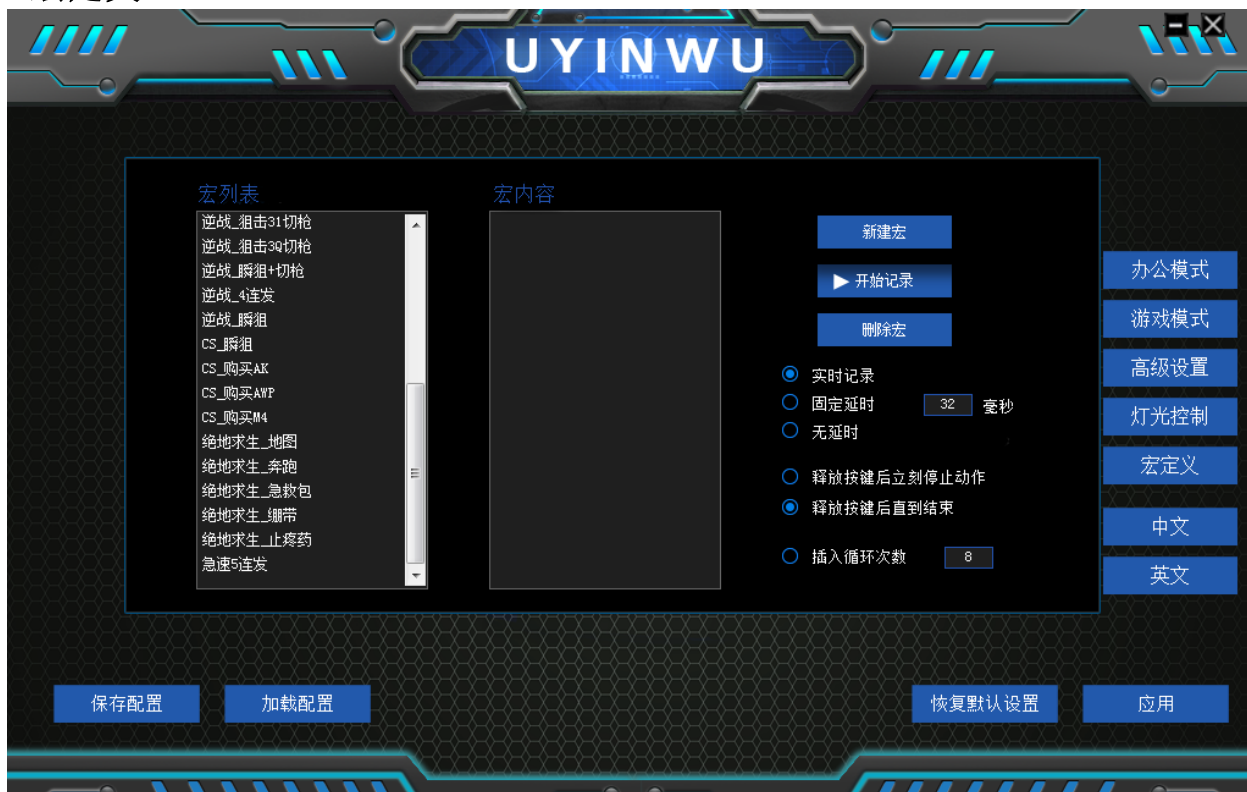 UYINWU
宏列表
逆战_狙击31切枪
逆战_狙击3Q切枪
逆战_瞬狙+切枪
逆战_4连发
逆战_瞬狙
CS_瞬狙
CS_购买AK
CS_购买AWP
CS_购买M4
绝地求生_地图
绝地求生_奔跑
绝地求生_急救包
绝地求生_绷带
绝地求生_止疼药
急速5连发
宏内容
新建宏
开始记录
删除宏
实时记录
固定延时 32 毫秒
无延时
释放按键后立刻停止动作
释放按键后直到结束
插入循环次数 8
办公模式
游戏模式
高级设置
灯光控制
宏定义
中文
英文
保存配置
加载配置
恢复默认设置
应用